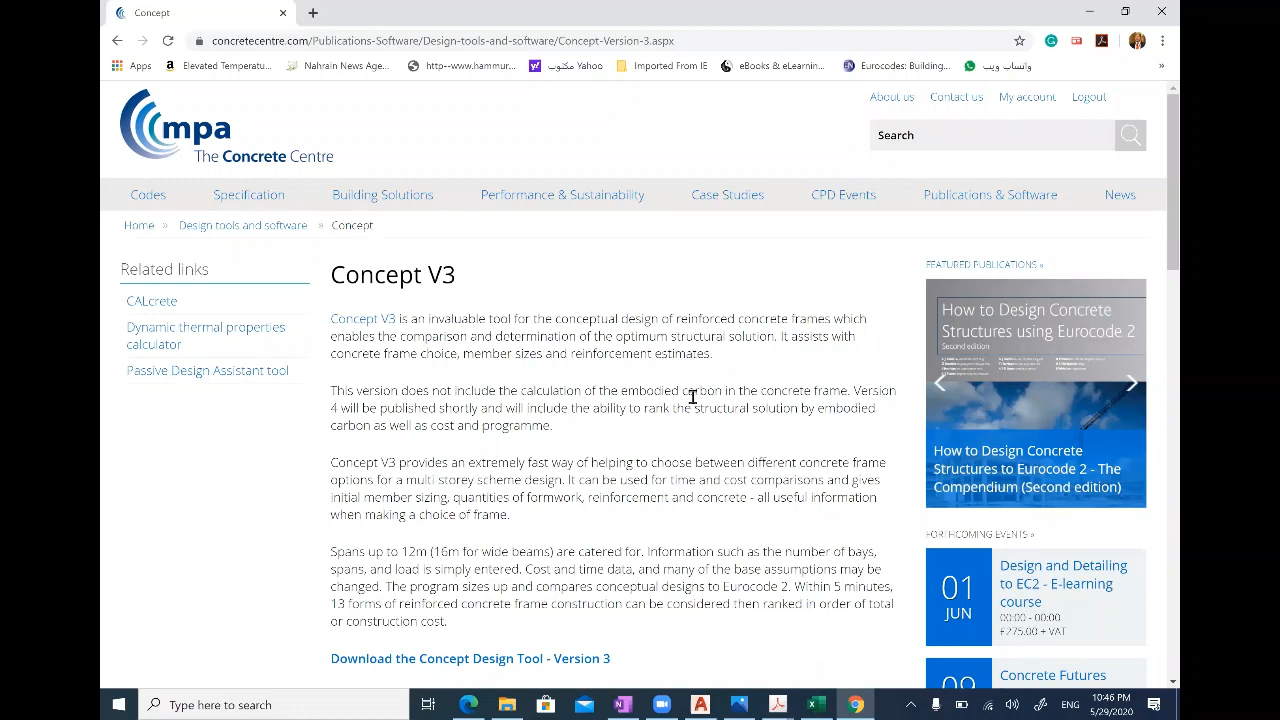 Concept
concretecentre.com/Publications-Software/Design-tools-and-software/Concept-Version-3.aspx
Apps
Elevated Temperatu...
Nahrain News Age...
http--www.hammur...
مكتوب Yahoo
Imported From IE
eBooks & eLearnin...
Eurocodes: Building...
واتساب ويب
»
About us
Contact us
My account
Logout
mpa
The Concrete Centre
Search
Codes
Specification
Building Solutions
Performance & Sustainability
Case Studies
CPD Events
Publications & Software
News
Home » Design tools and software » Concept
Related links
CALcrete
Dynamic thermal properties
calculator
Passive Design Assistant tool
Concept V3
Concept V3 is an invaluable tool for the conceptual design of reinforced concrete frames which
enables the comparison and determination of the optimum structural solution. It assists with
concrete frame choice, member sizes and reinforcement estimates.
This version does not include the calculation of the embodied carbon in the concrete frame. Version
4 will be published shortly and will include the ability to rank the structural solution by embodied
carbon as well as cost and programme.
Concept V3 provides an extremely fast way of helping to choose between different concrete frame
options for a multi storey scheme design. It can be used for time and cost comparisons and gives
initial member sizing, quantities of formwork, reinforcement and concrete - all useful information
when making a choice of frame.
Spans up to 12m (16m for wide beams) are catered for. Information such as the number of bays,
spans, and load is simply entered. Cost and time data, and many of the base assumptions may be
changed. The program sizes up and compares conceptual designs to Eurocode 2. Within 5 minutes,
13 forms of reinforced concrete frame construction can be considered then ranked in order of total
or construction cost.
Download the Concept Design Tool - Version 3
FEATURED PUBLICATIONS »
How to Design Concrete
Structures using Eurocode 2
Second edition
How to Design Concrete
Structures to Eurocode 2 - The
Compendium (Second edition)
FORTHCOMING EVENTS »
01
JUN
Design and Detailing
to EC2 - E-learning
course
00:00 - 00:00
£275.00 + VAT
09
Concrete Futures
Type here to search
ENG
10:46 PM
5/29/2020